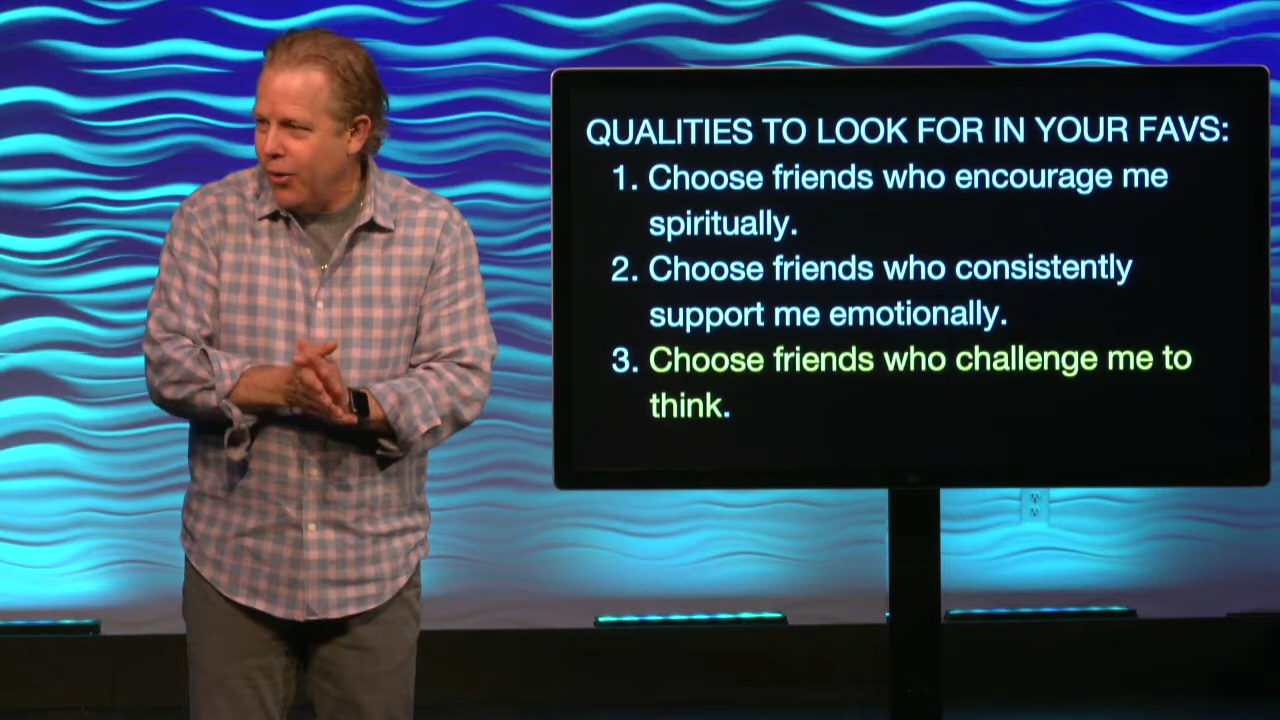 QUALITIES TO LOOK FOR IN YOUR FAVS:
1. Choose friends who encourage me
spiritually.
2. Choose friends who consistently
support me emotionally.
3. Choose friends who challenge me to
think.